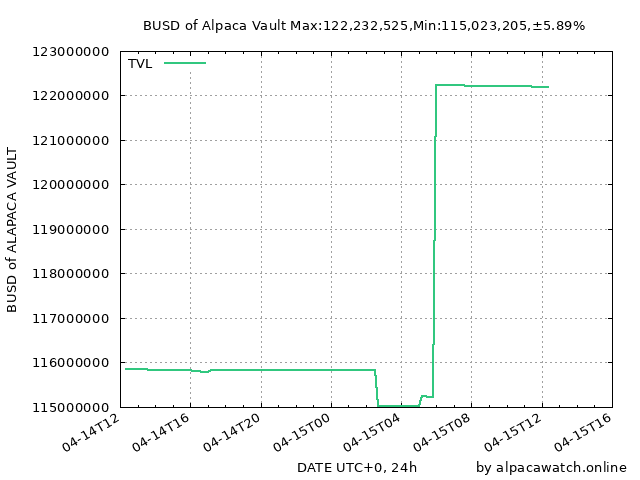 BUSD of Alpaca Vault Max:122,232,525,Min:115,023,205,±5.89%
TVL
123000000
122000000
121000000
120000000
119000000
118000000
117000000
116000000
115000000
BUSD of ALAPACA VAULT
04-14T12
04-14T16
04-14T20
04-15T00
04-15T04
04-15T08
04-15T12
04-15T16
DATE UTC+0, 24h
by alpacawatch.online